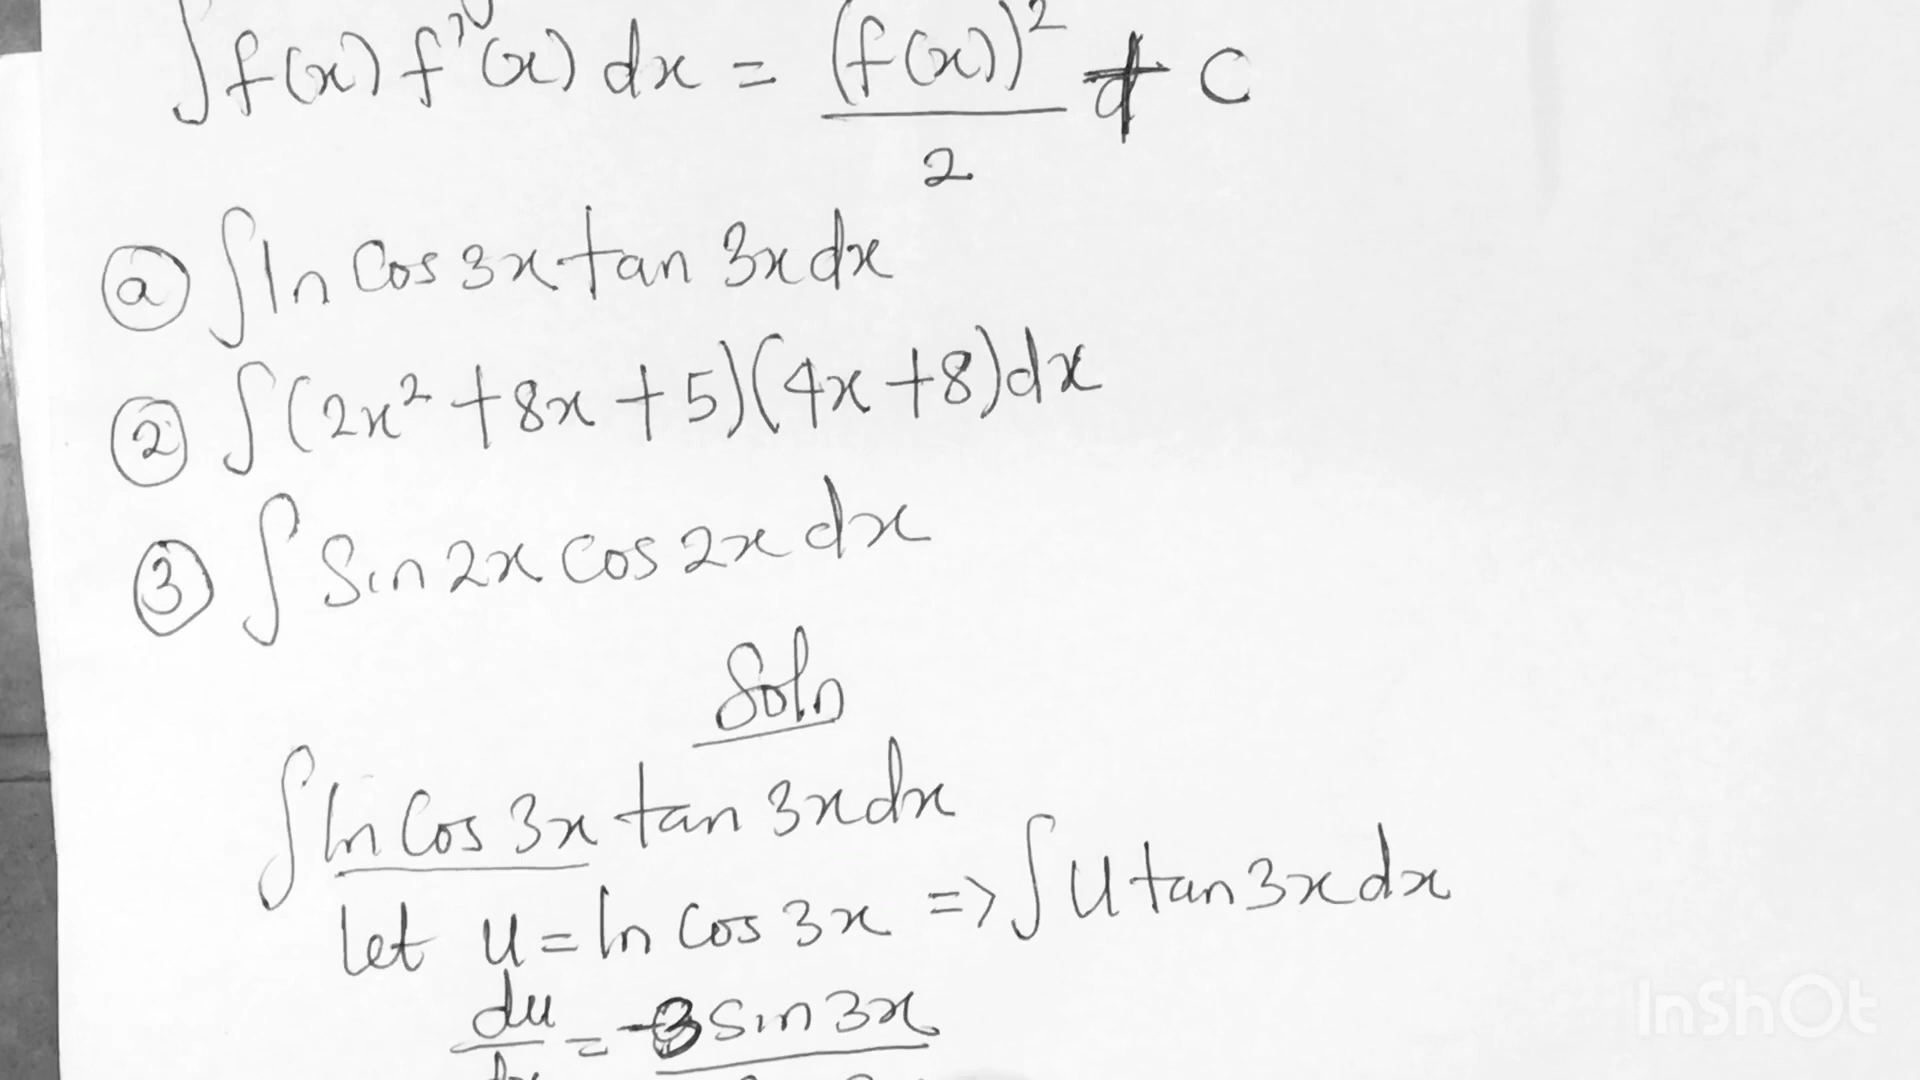 ∫f(x) f'(x) dx = (f(x))² / 2 + C
ⓐ ∫ln Cos 3x tan 3x dx
② ∫(2x² + 8x + 5)(4x + 8)dx
③ ∫ Sin 2x cos 2x dx
Soln
∫ln Cos 3x tan 3x dx
let u = ln Cos 3x => ∫u tan 3x dx
du/dx = -3 sin 3x
InShOt